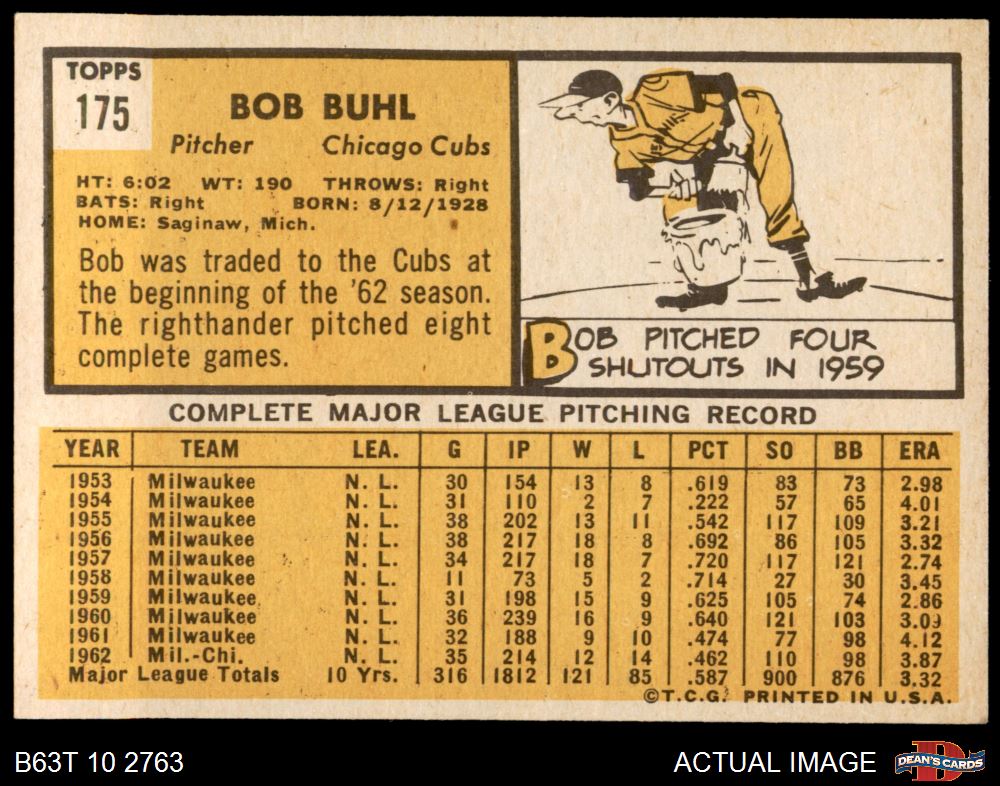 TOPPS
175
BOB BUHL
Pitcher Chicago Cubs
HT: 6:02 WT: 190 THROWS: Right
BATS: Right BORN: 8/12/1928
HOME: Saginaw, Mich.
Bob was traded to the Cubs at
the beginning of the '62 season.
The righthander pitched eight
complete games.
BOB PITCHED FOUR
SHUTOUTS IN 1959
COMPLETE MAJOR LEAGUE PITCHING RECORD
YEAR TEAM LEA. G IP W L PCT SO BB ERA
1953 Milwaukee N. L. 30 154 13 8 .619 83 73 2.98
1954 Milwaukee N. L. 31 110 2 7 .222 57 65 4.01
1955 Milwaukee N. L. 38 202 13 11 .542 117 109 3.21
1956 Milwaukee N. L. 38 217 18 8 .692 86 105 3.32
1957 Milwaukee N. L. 34 217 18 7 .720 117 121 2.74
1958 Milwaukee N. L. 11 73 5 2 .714 27 30 3.45
1959 Milwaukee N. L. 31 198 15 9 .625 105 74 2.86
1960 Milwaukee N. L. 36 239 16 9 .640 121 103 3.09
1961 Milwaukee N. L. 32 188 9 10 .474 77 98 4.12
1962 Mil.-Chi. N. L. 35 214 12 14 .462 110 98 3.87
Major League Totals 10 Yrs. 316 1812 121 85 .587 900 876 3.32
©T.C.G. PRINTED IN U.S.A.
B63T 10 2763 ACTUAL IMAGE DEAN'S CARDS